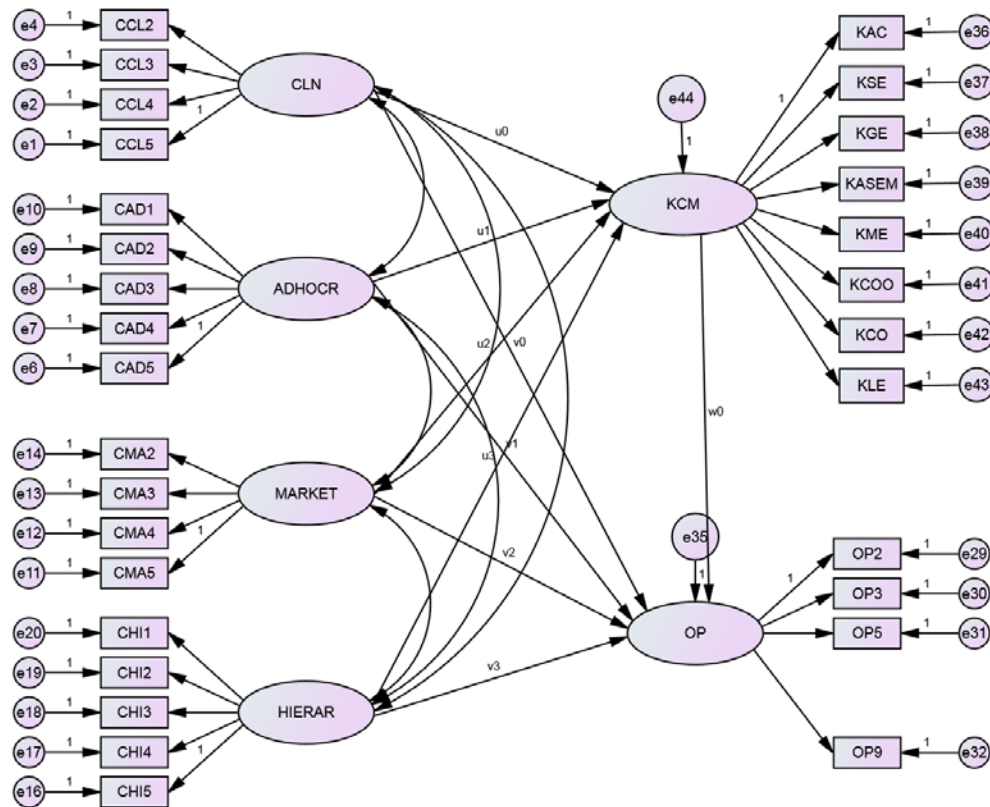 e4 1 CCL2
e3 1 CCL3
e2 1 CCL4
e1 1 CCL5
1
CLN
e10 1 CAD1
e9 1 CAD2
e8 1 CAD3
e7 1 CAD4
e6 1 CAD5
1
ADHOCR
e14 1 CMA2
e13 1 CMA3
e12 1 CMA4
e11 1 CMA5
1
MARKET
e20 1 CHI1
e19 1 CHI2
e18 1 CHI3
e17 1 CHI4
e16 1 CHI5
1
HIERAR
u0
u1
u2
v0
v1
u3
v2
v3
w0
e44
1
KCM
e35
1
OP
1
KAC 1 e36
KSE 1 e37
KGE 1 e38
KASEM 1 e39
KME 1 e40
KCOO 1 e41
KCO 1 e42
KLE 1 e43
1
OP2 1 e29
OP3 1 e30
OP5 1 e31
OP9 1 e32